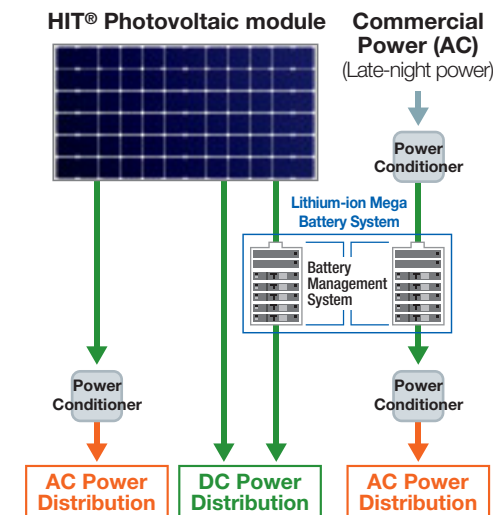 HIT® Photovoltaic module
Commercial
Power (AC)
(Late-night power)
Power
Conditioner
Lithium-ion Mega
Battery System
Battery
Management
System
Power
Conditioner
Power
Conditioner
AC Power
Distribution
DC Power
Distribution
AC Power
Distribution